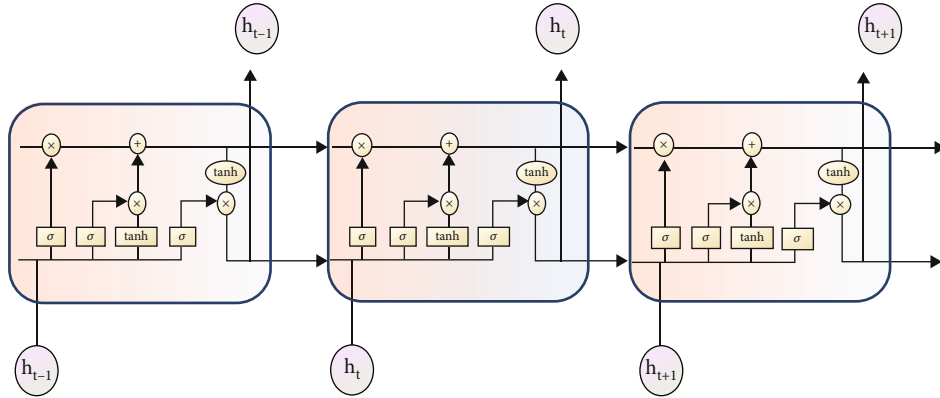 h_{t−1} h_t h_{t+1}
× + × + × +
tanh tanh tanh
× × × × × ×
σ σ tanh σ σ σ tanh σ σ σ tanh σ
h_{t−1} h_t h_{t+1}